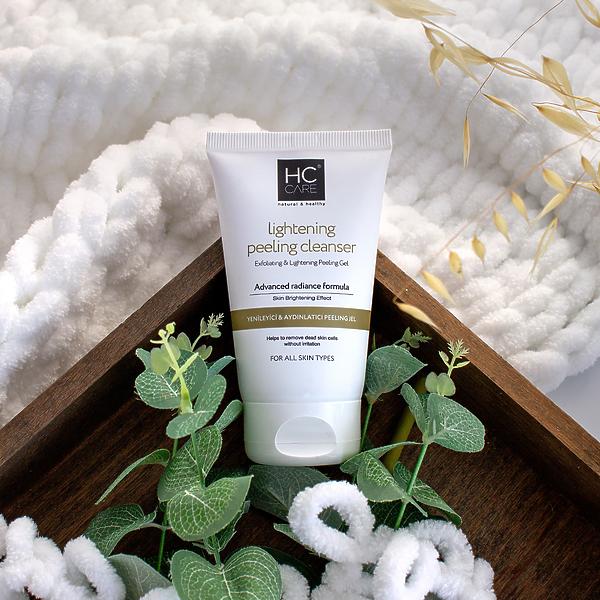 HC®
CARE
natural & healthy
lightening
peeling cleanser
Exfoliating & Lightening Peeling Gel
Advanced radiance formula
Skin Brightening Effect
YENİLEYİCİ & AYDINLATICI PEELING JEL
Helps to remove dead skin cells
without irritation
FOR ALL SKIN TYPES